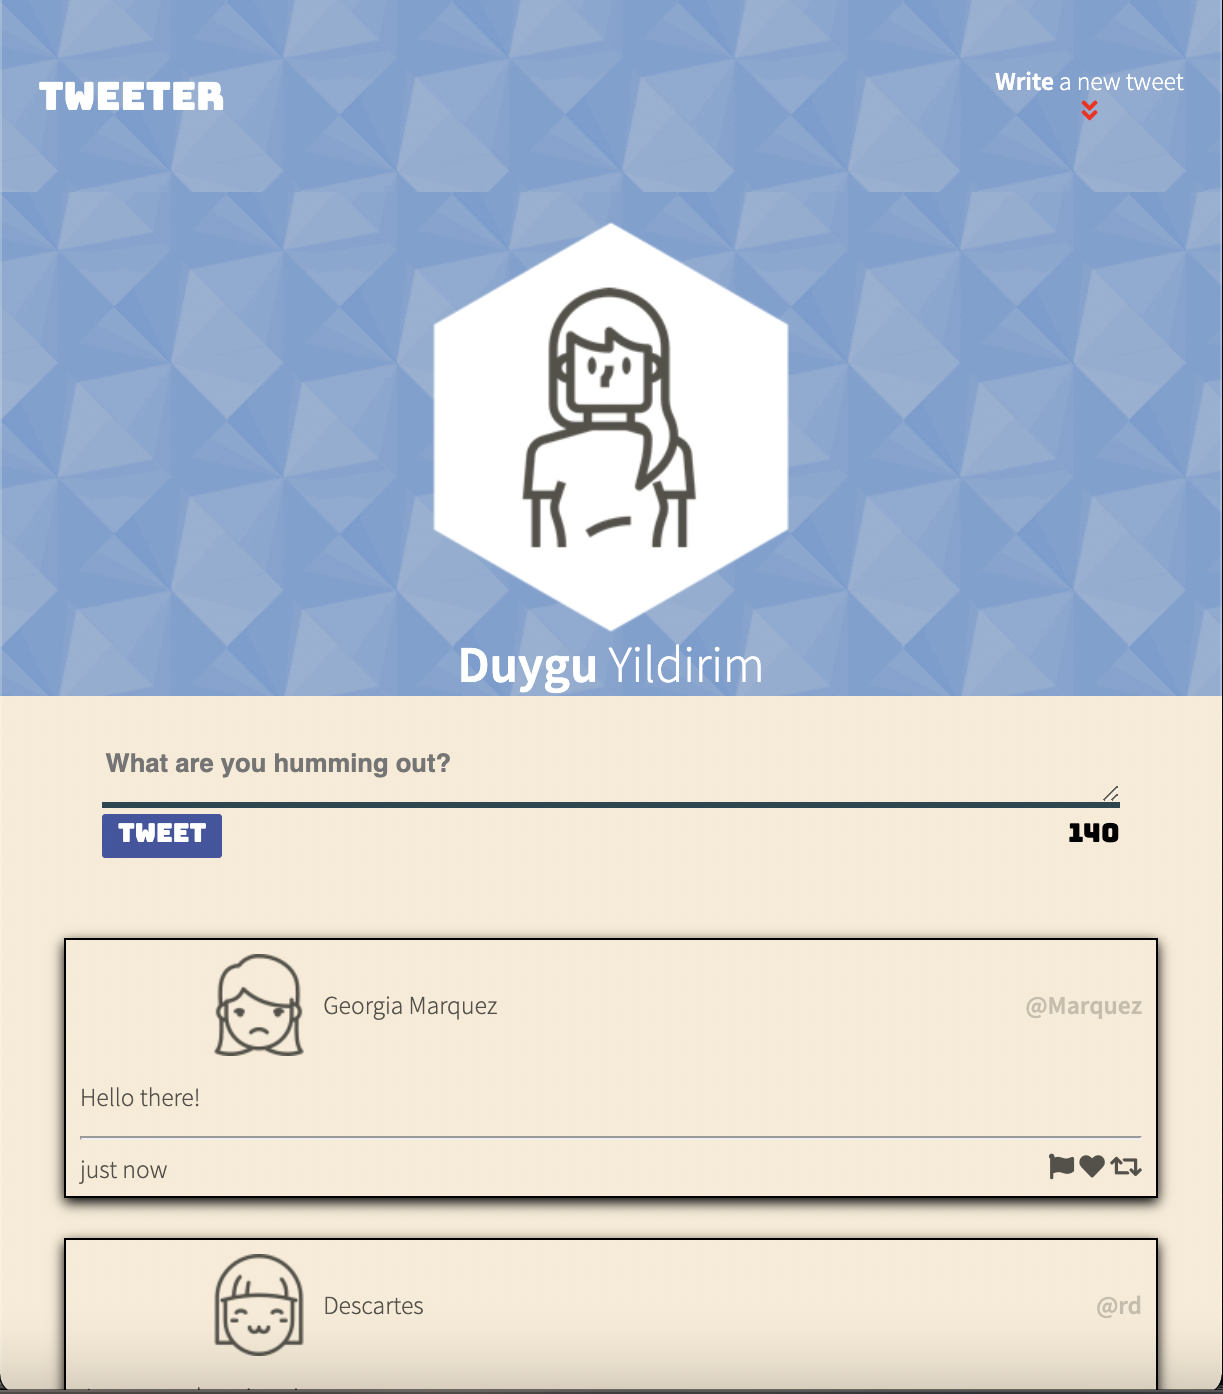 TWEETER
Write a new tweet
Duygu Yildirim
What are you humming out?
TWEET
140
Georgia Marquez
@Marquez
Hello there!
just now
Descartes
@rd